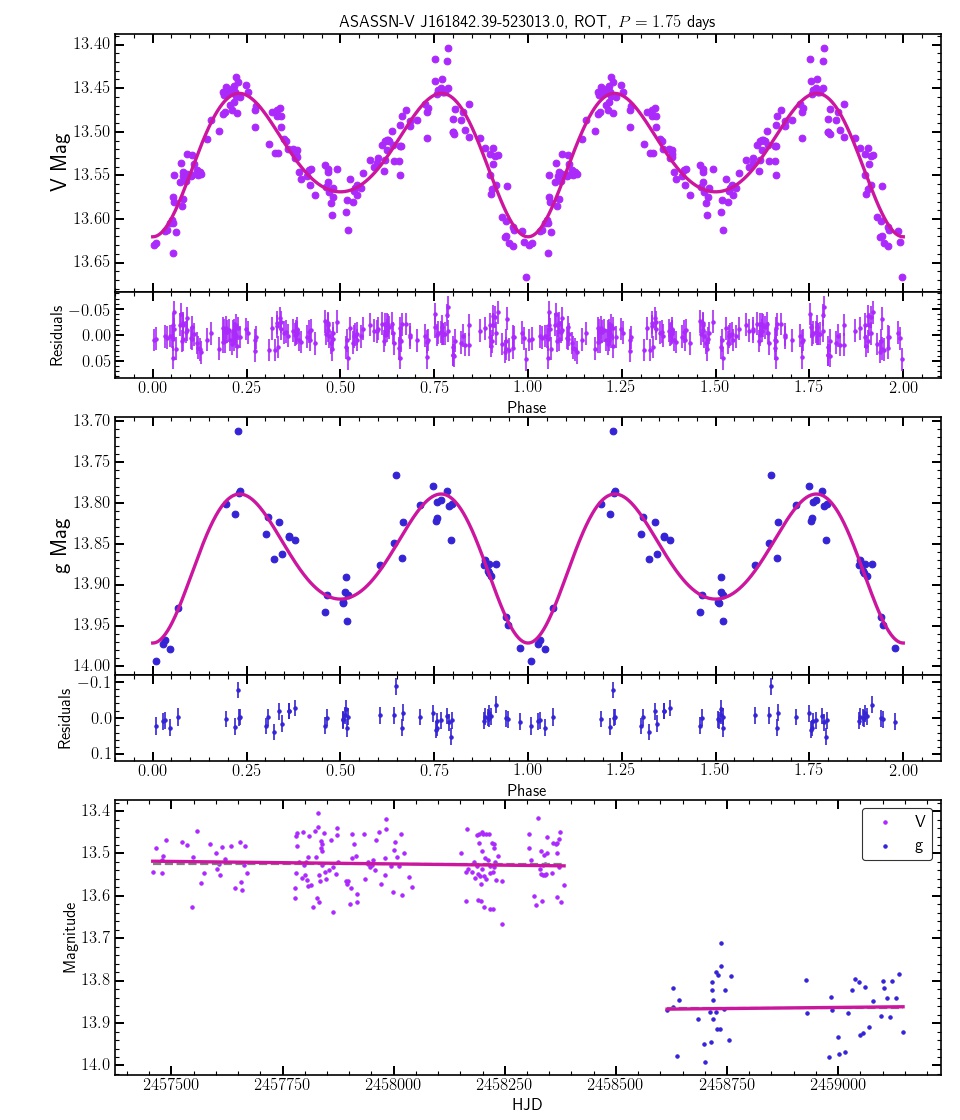 ASASSN-V J161842.39-523013.0, ROT, P = 1.75 days
13.40
13.45
13.50
13.55
13.60
13.65
V Mag
−0.05
0.00
0.05
Residuals
0.00 0.25 0.50 0.75 1.00 1.25 1.50 1.75 2.00
Phase
13.70
13.75
13.80
13.85
13.90
13.95
14.00
g Mag
−0.1
0.0
0.1
Residuals
0.00 0.25 0.50 0.75 1.00 1.25 1.50 1.75 2.00
Phase
13.4
13.5
13.6
13.7
13.8
13.9
14.0
Magnitude
V
g
2457500 2457750 2458000 2458250 2458500 2458750 2459000
HJD